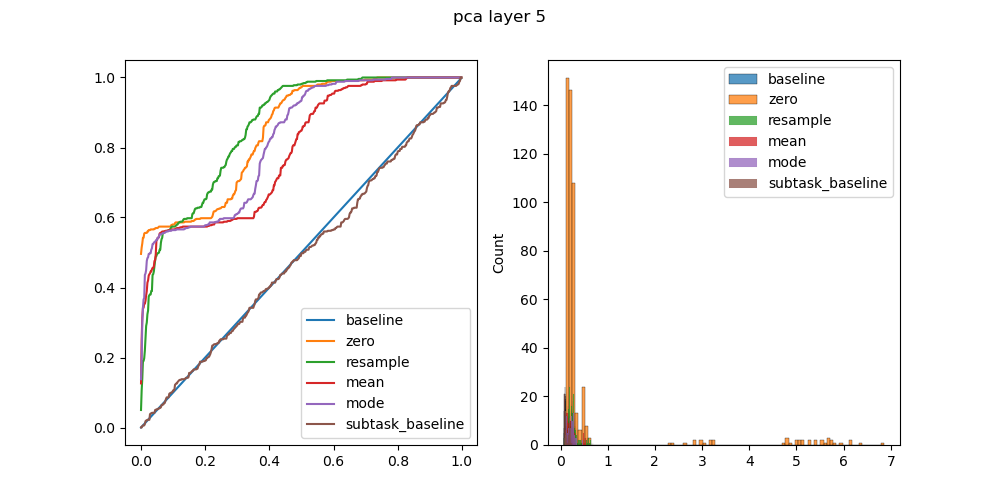 pca layer 5
1.0
0.8
0.6
0.4
0.2
0.0
0.0 0.2 0.4 0.6 0.8 1.0
baseline
zero
resample
mean
mode
subtask_baseline
Count
140
120
100
80
60
40
20
0
0 1 2 3 4 5 6 7
baseline
zero
resample
mean
mode
subtask_baseline